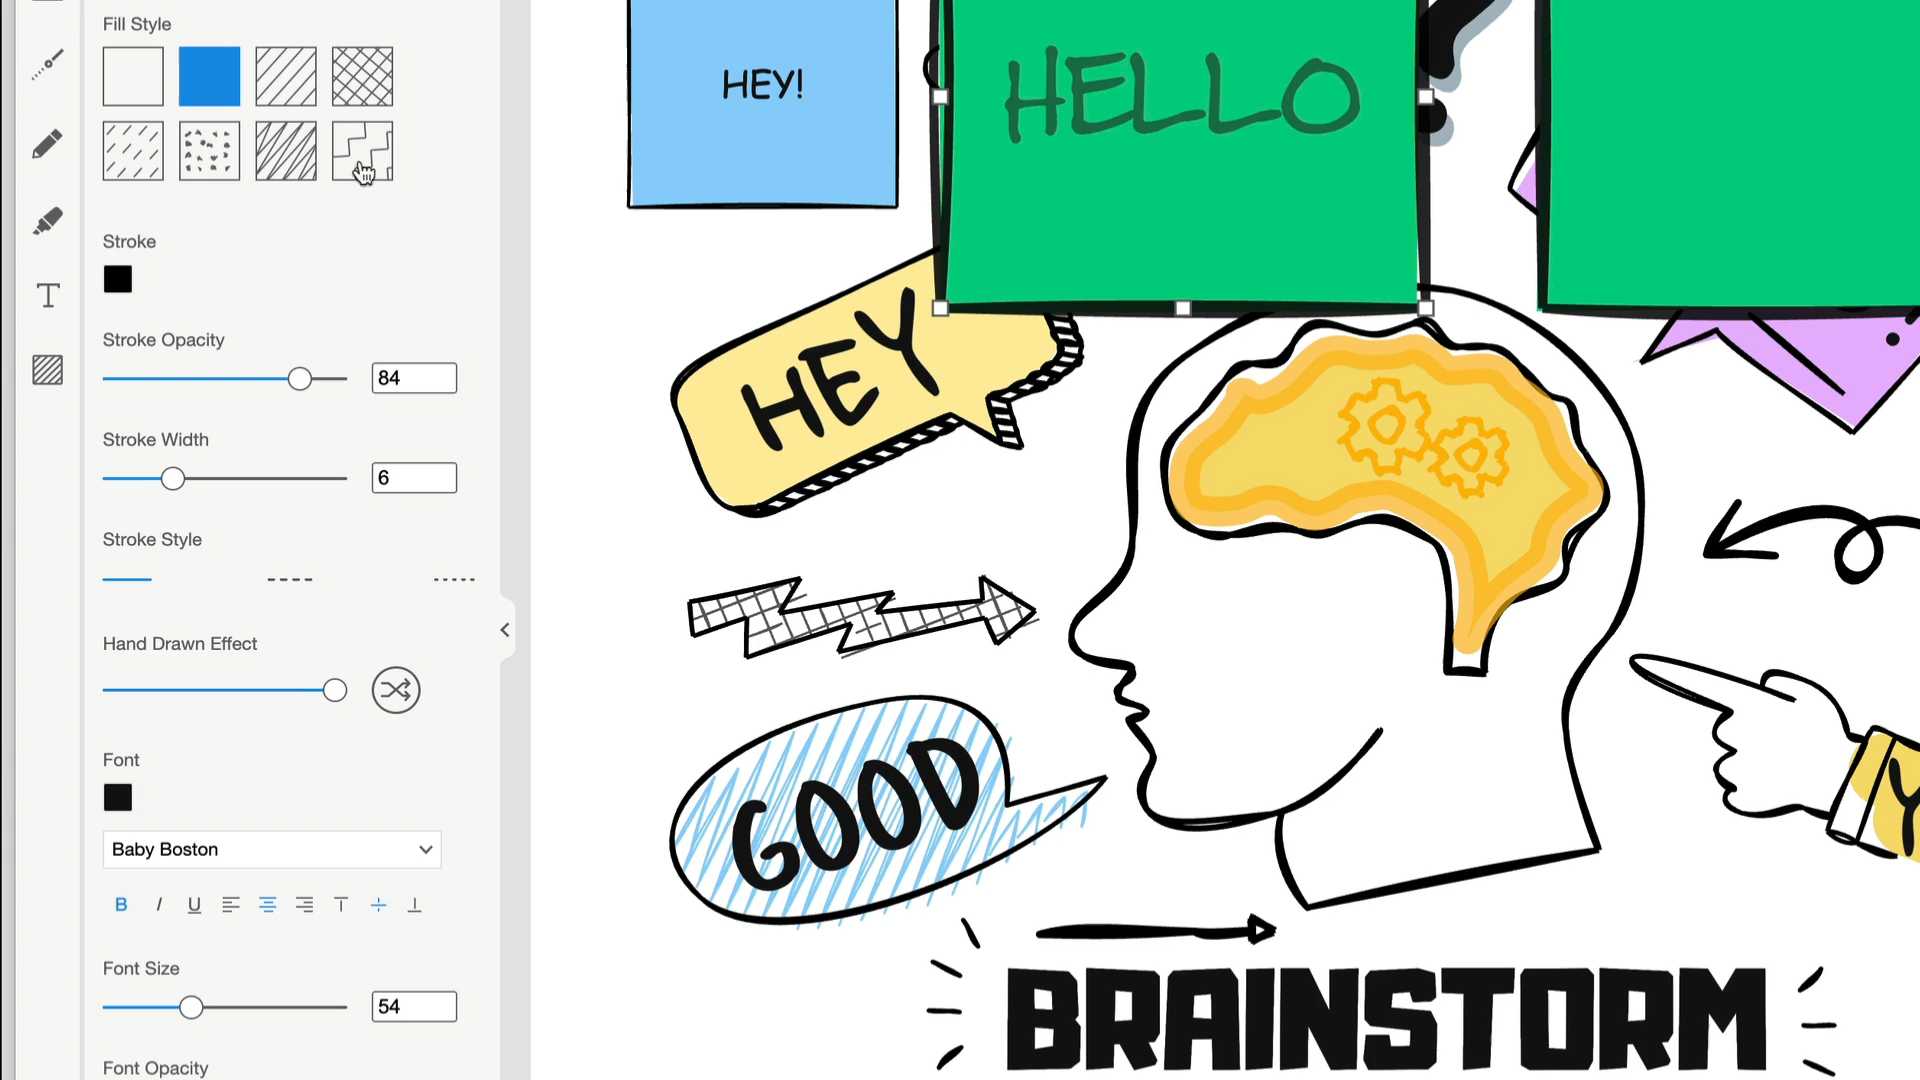 Fill Style
Stroke
Stroke Opacity
84
Stroke Width
6
Stroke Style
Hand Drawn Effect
Font
Baby Boston
B I U
Font Size
54
Font Opacity
HEY!
HELLO
HEY
GOOD
BRAINSTORM